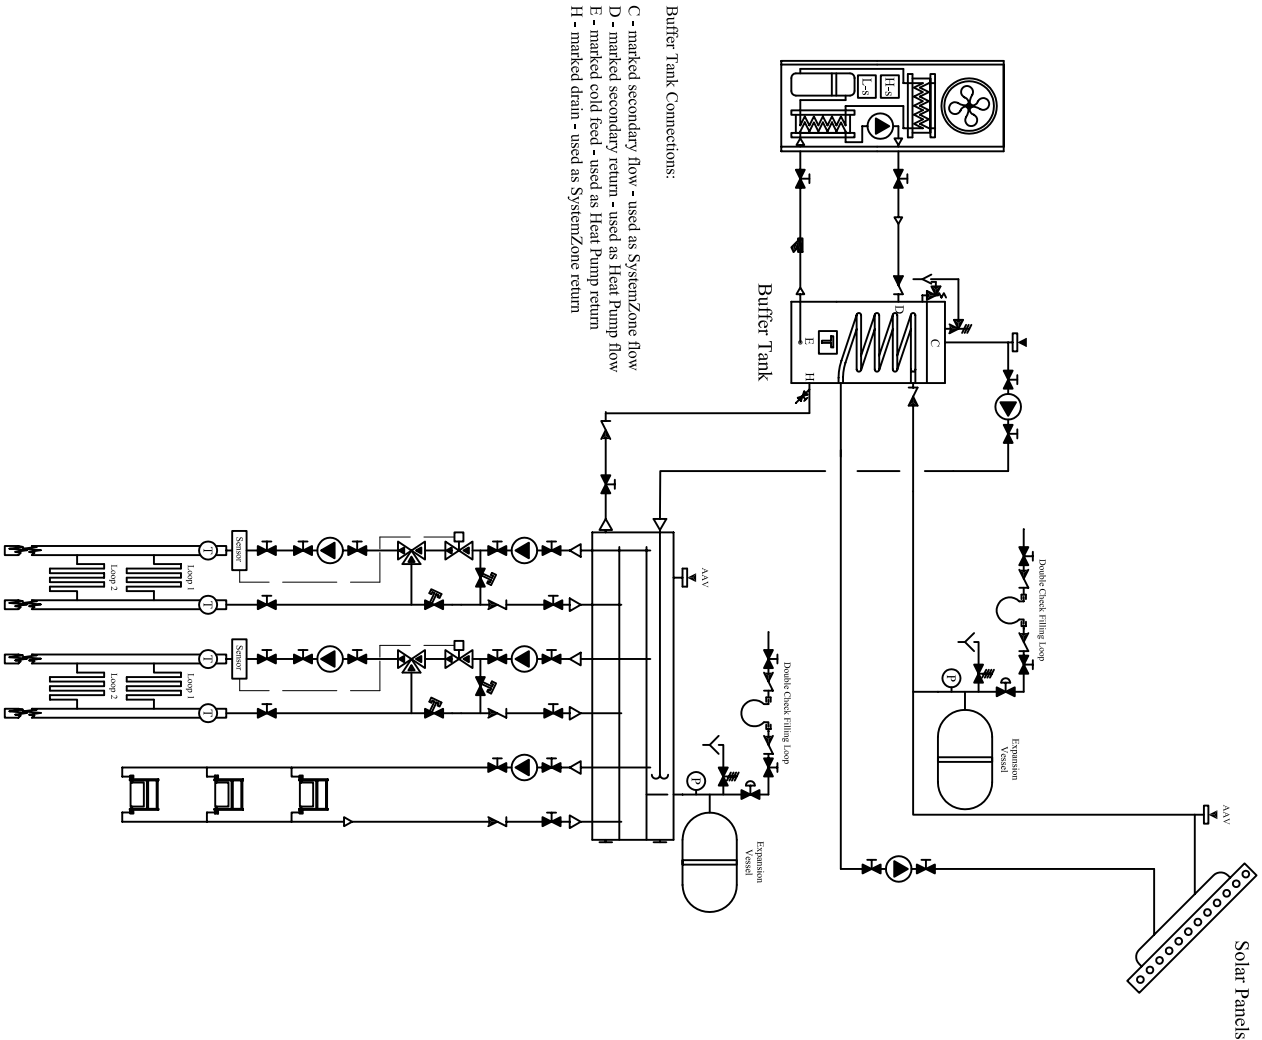 Buffer Tank Connections:
C - marked secondary flow - used as SystemZone flow
D - marked secondary return - used as Heat Pump flow
E - marked cold feed - used as Heat Pump return
H - marked drain - used as SystemZone return
H-s
L-s
Buffer Tank
C
D
E
H
T
AAV
Solar Panels
Double Check Filling Loop
P
Expansion
Vessel
AAV
Double Check Filling Loop
P
Expansion
Vessel
Sensor
T
T
Loop 1
Loop 2
Sensor
T
T
Loop 1
Loop 2